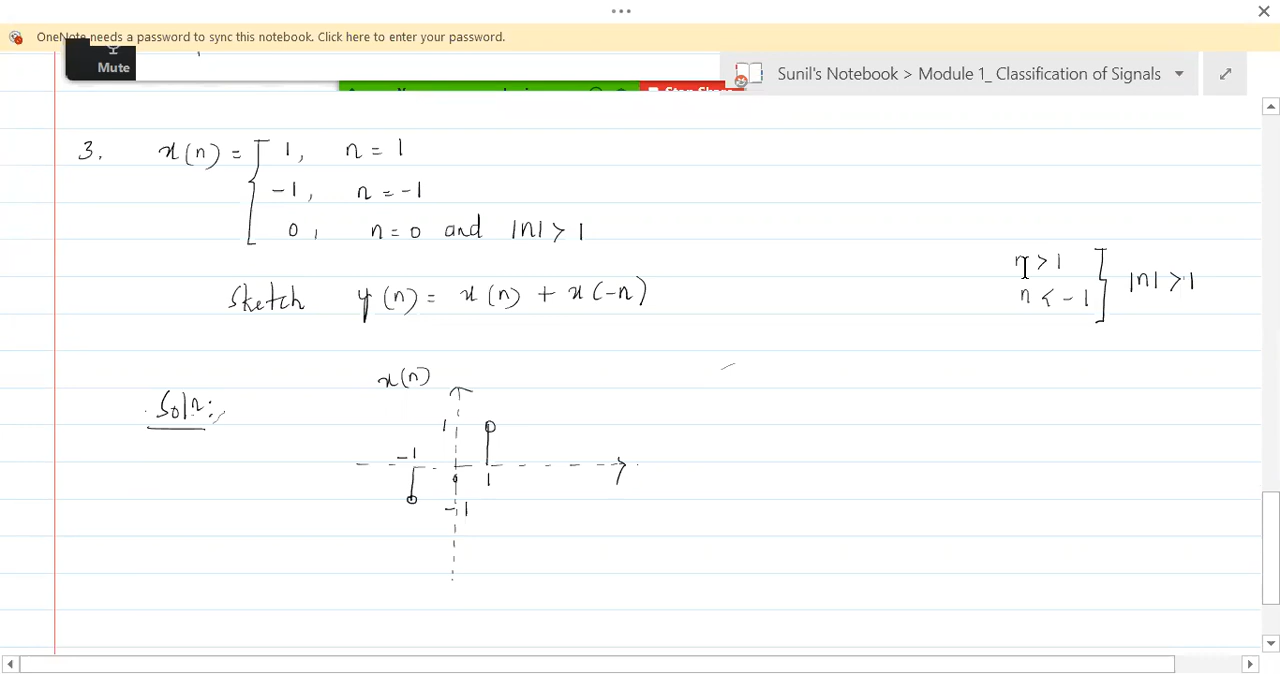 OneNote needs a password to sync this notebook. Click here to enter your password.
Mute
Sunil's Notebook > Module 1_ Classification of Signals
3. x(n) = { 1, n = 1
-1, n = -1
0, n = 0 and |n| > 1
n > 1
n < -1 } |n| > 1
Sketch y(n) = x(n) + x(-n)
Soln:
x(n)
1
-1
0 1
-1